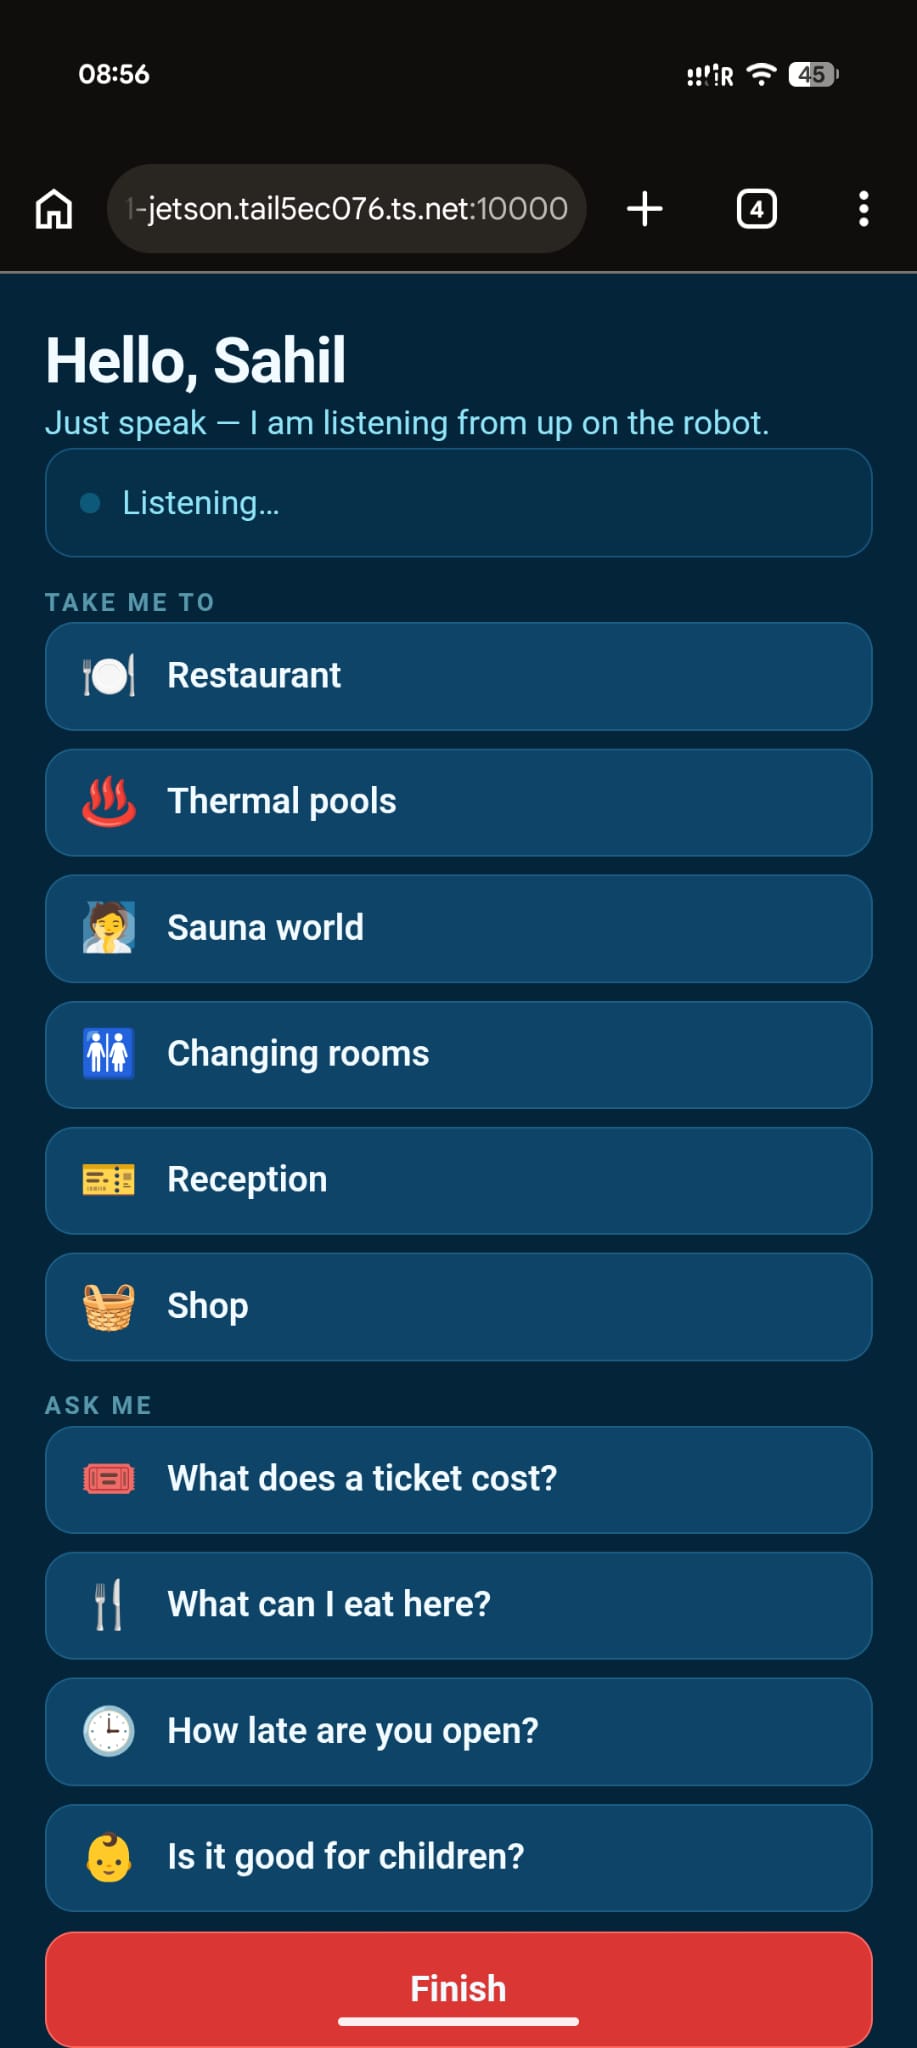 08:56
45
1-jetson.tail5ec076.ts.net:10000
4
Hello, Sahil
Just speak — I am listening from up on the robot.
Listening...
TAKE ME TO
Restaurant
Thermal pools
Sauna world
Changing rooms
Reception
Shop
ASK ME
What does a ticket cost?
What can I eat here?
How late are you open?
Is it good for children?
Finish